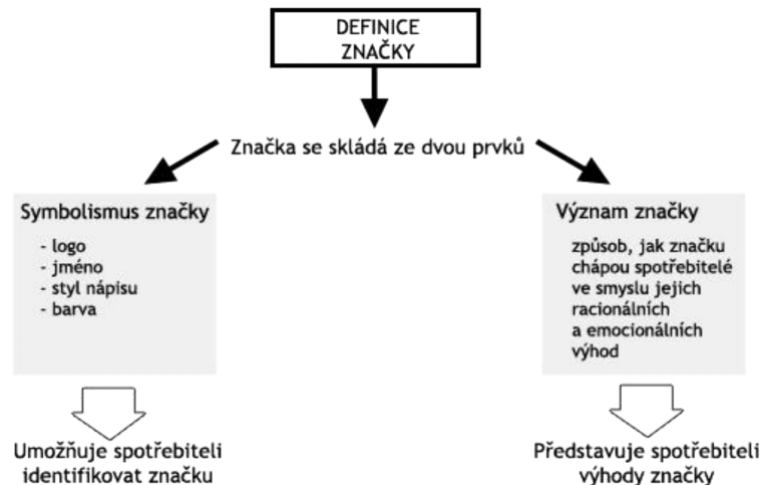 DEFINICE
ZNAČKY
Značka se skládá ze dvou prvků
Symbolismus značky
- logo
- jméno
- styl nápisu
- barva
Umožňuje spotřebiteli
identifikovat značku
Význam značky
způsob, jak značku
chápou spotřebitelé
ve smyslu jejich
racionálních
a emocionálních
výhod
Představuje spotřebiteli
výhody značky